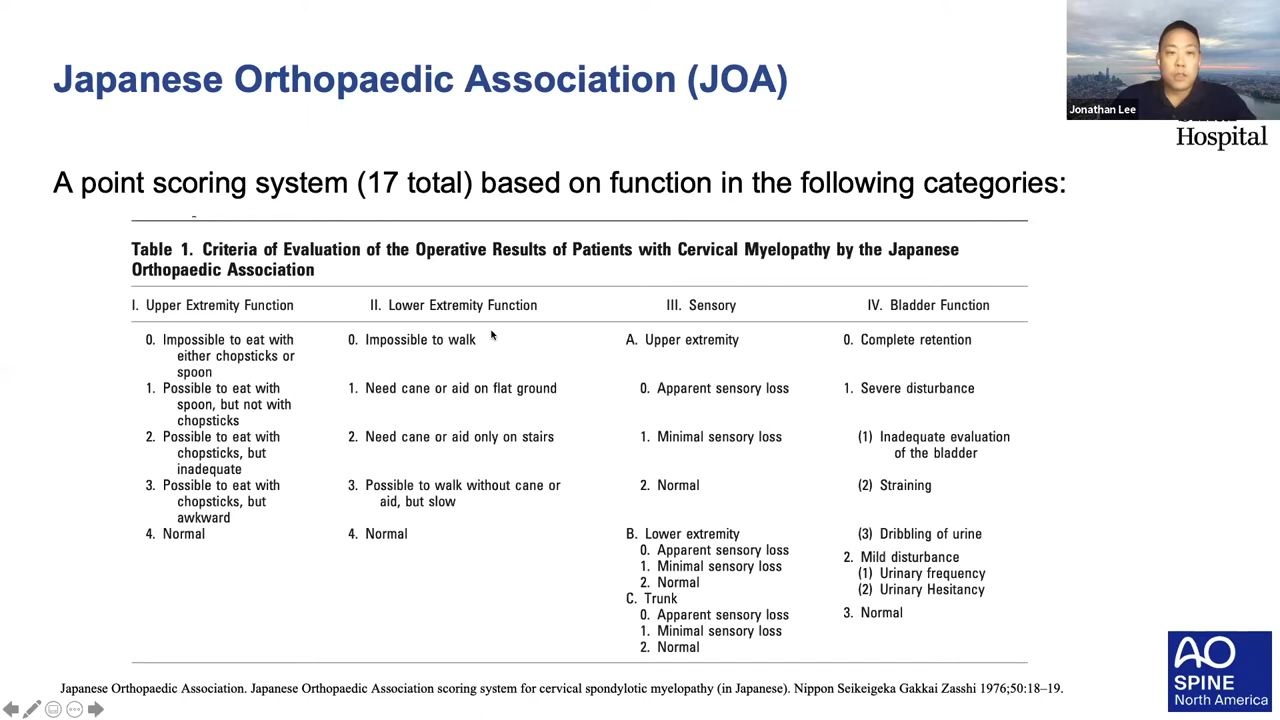 Japanese Orthopaedic Association (JOA)
Jonathan Lee
Hospital
A point scoring system (17 total) based on function in the following categories:
Table 1. Criteria of Evaluation of the Operative Results of Patients with Cervical Myelopathy by the Japanese
Orthopaedic Association
I. Upper Extremity Function
0. Impossible to eat with
either chopsticks or
spoon
1. Possible to eat with
spoon, but not with
chopsticks
2. Possible to eat with
chopsticks, but
inadequate
3. Possible to eat with
chopsticks, but
awkward
4. Normal
II. Lower Extremity Function
0. Impossible to walk
1. Need cane or aid on flat ground
2. Need cane or aid only on stairs
3. Possible to walk without cane or
aid, but slow
4. Normal
III. Sensory
A. Upper extremity
0. Apparent sensory loss
1. Minimal sensory loss
2. Normal
B. Lower extremity
0. Apparent sensory loss
1. Minimal sensory loss
2. Normal
C. Trunk
0. Apparent sensory loss
1. Minimal sensory loss
2. Normal
IV. Bladder Function
0. Complete retention
1. Severe disturbance
(1) Inadequate evaluation
of the bladder
(2) Straining
(3) Dribbling of urine
2. Mild disturbance
(1) Urinary frequency
(2) Urinary Hesitancy
3. Normal
Japanese Orthopaedic Association. Japanese Orthopaedic Association scoring system for cervical spondylotic myelopathy (in Japanese). Nippon Seikeigeka Gakkai Zasshi 1976;50:18–19.
AO
SPINE
North America